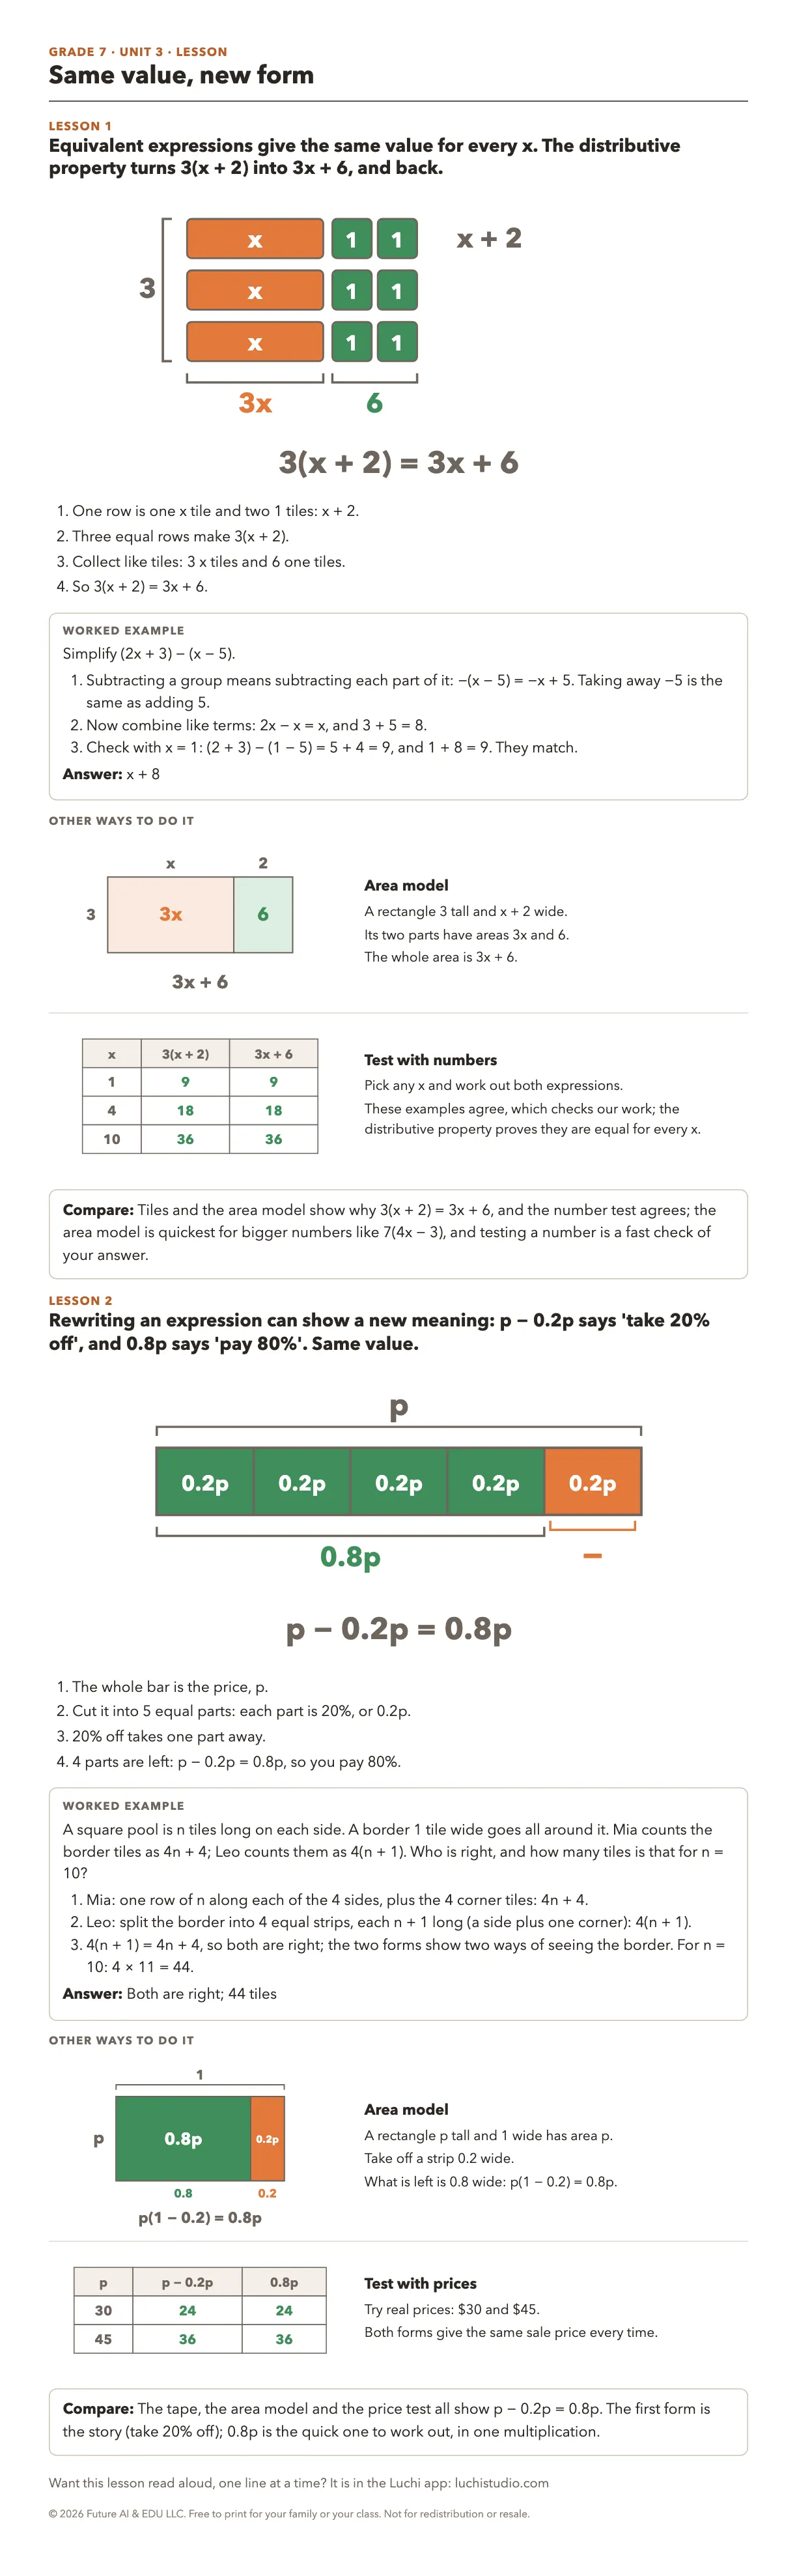 GRADE 7 · UNIT 3 · LESSON
Same value, new form
LESSON 1
Equivalent expressions give the same value for every x. The distributive
property turns 3(x + 2) into 3x + 6, and back.
x 1 1 x + 2
3 x 1 1
x 1 1
3x 6
3(x + 2) = 3x + 6
1. One row is one x tile and two 1 tiles: x + 2.
2. Three equal rows make 3(x + 2).
3. Collect like tiles: 3 x tiles and 6 one tiles.
4. So 3(x + 2) = 3x + 6.
WORKED EXAMPLE
Simplify (2x + 3) − (x − 5).
1. Subtracting a group means subtracting each part of it: −(x − 5) = −x + 5. Taking away −5 is the
same as adding 5.
2. Now combine like terms: 2x − x = x, and 3 + 5 = 8.
3. Check with x = 1: (2 + 3) − (1 − 5) = 5 + 4 = 9, and 1 + 8 = 9. They match.
Answer: x + 8
OTHER WAYS TO DO IT
x 2
3 3x 6
3x + 6
Area model
A rectangle 3 tall and x + 2 wide.
Its two parts have areas 3x and 6.
The whole area is 3x + 6.
x 3(x + 2) 3x + 6
1 9 9
4 18 18
10 36 36
Test with numbers
Pick any x and work out both expressions.
These examples agree, which checks our work; the
distributive property proves they are equal for every x.
Compare: Tiles and the area model show why 3(x + 2) = 3x + 6, and the number test agrees; the
area model is quickest for bigger numbers like 7(4x − 3), and testing a number is a fast check of
your answer.
LESSON 2
Rewriting an expression can show a new meaning: p − 0.2p says 'take 20%
off', and 0.8p says 'pay 80%'. Same value.
p
0.2p 0.2p 0.2p 0.2p 0.2p
0.8p −
p − 0.2p = 0.8p
1. The whole bar is the price, p.
2. Cut it into 5 equal parts: each part is 20%, or 0.2p.
3. 20% off takes one part away.
4. 4 parts are left: p − 0.2p = 0.8p, so you pay 80%.
WORKED EXAMPLE
A square pool is n tiles long on each side. A border 1 tile wide goes all around it. Mia counts the
border tiles as 4n + 4; Leo counts them as 4(n + 1). Who is right, and how many tiles is that for n =
10?
1. Mia: one row of n along each of the 4 sides, plus the 4 corner tiles: 4n + 4.
2. Leo: split the border into 4 equal strips, each n + 1 long (a side plus one corner): 4(n + 1).
3. 4(n + 1) = 4n + 4, so both are right; the two forms show two ways of seeing the border. For n =
10: 4 × 11 = 44.
Answer: Both are right; 44 tiles
OTHER WAYS TO DO IT
1
p 0.8p 0.2p
0.8 0.2
p(1 − 0.2) = 0.8p
Area model
A rectangle p tall and 1 wide has area p.
Take off a strip 0.2 wide.
What is left is 0.8 wide: p(1 − 0.2) = 0.8p.
p p − 0.2p 0.8p
30 24 24
45 36 36
Test with prices
Try real prices: $30 and $45.
Both forms give the same sale price every time.
Compare: The tape, the area model and the price test all show p − 0.2p = 0.8p. The first form is
the story (take 20% off); 0.8p is the quick one to work out, in one multiplication.
Want this lesson read aloud, one line at a time? It is in the Luchi app: luchistudio.com
© 2026 Future AI & EDU LLC. Free to print for your family or your class. Not for redistribution or resale.